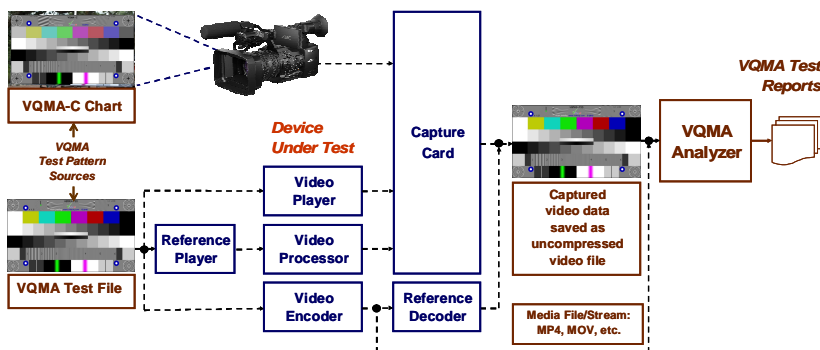 VQMA-C Chart
VQMA
Test Pattern
Sources
VQMA Test File
Device
Under Test
Reference
Player
Video
Player
Video
Processor
Video
Encoder
Capture
Card
Reference
Decoder
Captured
video data
saved as
uncompressed
video file
Media File/Stream:
MP4, MOV, etc.
VQMA
Analyzer
VQMA Test
Reports